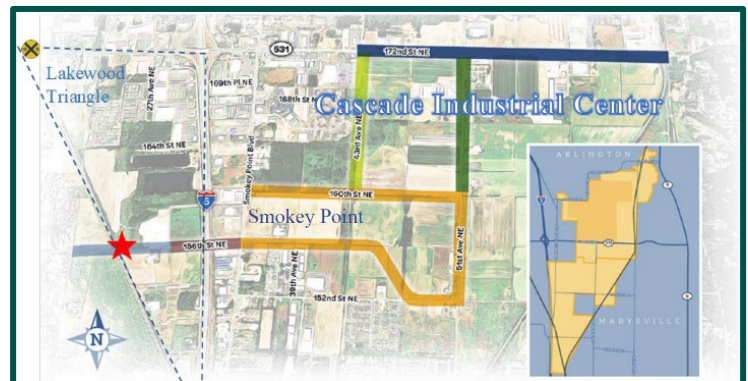 531
172nd St NE
Lakewood
Triangle
27th Ave NE
169th Pl NE
168th St NE
Cascade Industrial Center
43rd Ave NE
164th St NE
Smokey Point Blvd
5
160th St NE
Smokey Point
51st Ave NE
156th St NE
39th Ave NE
152nd St NE
N
ARLINGTON
MARYSVILLE